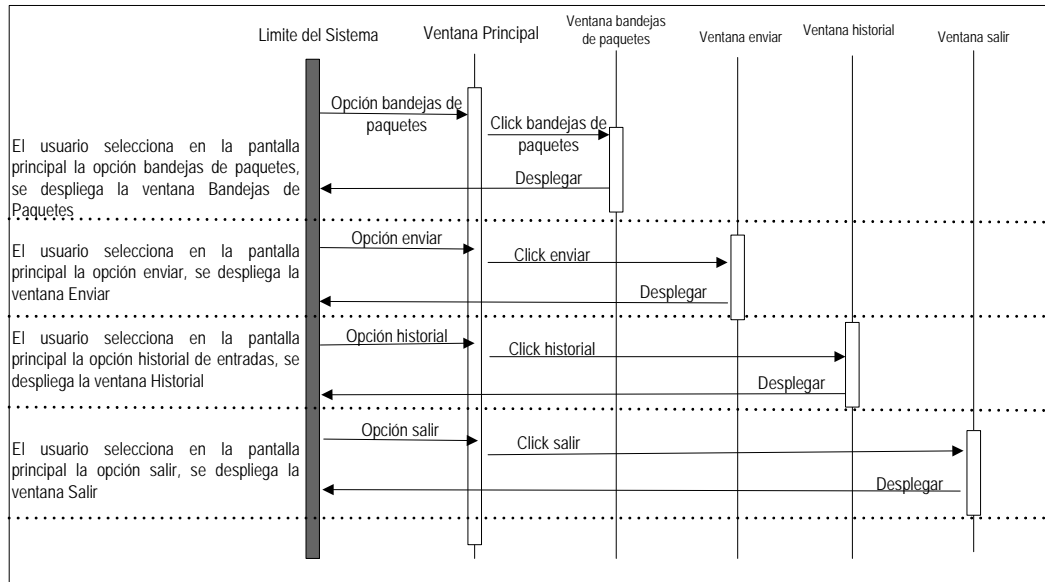 Limite del Sistema
Ventana Principal
Ventana bandejas
de paquetes
Ventana enviar
Ventana historial
Ventana salir
Opción bandejas de
paquetes
Click bandejas de
paquetes
Desplegar
El usuario selecciona en la pantalla
principal la opción bandejas de paquetes,
se despliega la ventana Bandejas de
Paquetes
Opción enviar
Click enviar
Desplegar
El usuario selecciona en la pantalla
principal la opción enviar, se despliega la
ventana Enviar
Opción historial
Click historial
Desplegar
El usuario selecciona en la pantalla
principal la opción historial de entradas, se
despliega la ventana Historial
Opción salir
Click salir
Desplegar
El usuario selecciona en la pantalla
principal la opción salir, se despliega la
ventana Salir